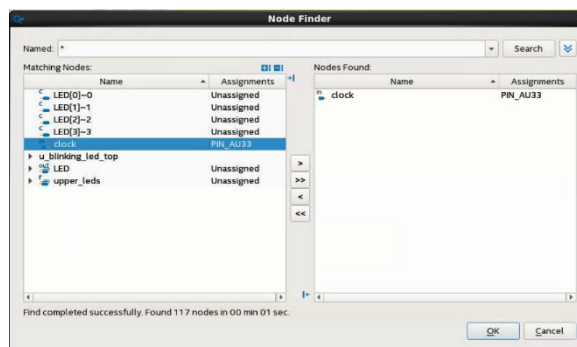 Node Finder
Named: *
Search
Matching Nodes:
Nodes Found:
Name Assignments
Name Assignments
LED[0]~0 Unassigned
LED[1]~1 Unassigned
LED[2]~2 Unassigned
LED[3]~3 Unassigned
clock PIN_AU33
u_blinking_led_top
out LED Unassigned
upper_leds Unassigned
in clock PIN_AU33
>
>>
<
<<
Find completed successfully. Found 117 nodes in 00 min 01 sec.
OK Cancel